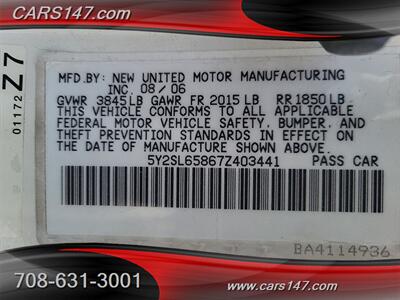 CARS147.com
01172
Z7
MFD.BY: NEW UNITED MOTOR MANUFACTURING
INC. 08/06
GVWR 3845LB GAWR FR 2015 LB RR 1850 LB
THIS VEHICLE CONFORMS TO ALL APPLICABLE
FEDERAL MOTOR VEHICLE SAFETY, BUMPER, AND
THEFT PREVENTION STANDARDS IN EFFECT ON
THE DATE OF MANUFACTURE SHOWN ABOVE.
5Y2SL65867Z403441 PASS CAR
BA4114936
708-631-3001
cars147.com